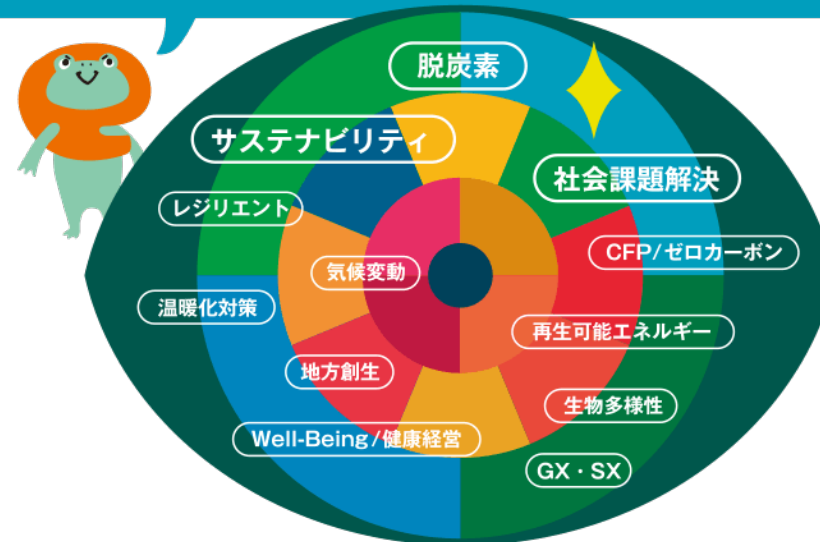 脱炭素
サステナビリティ
社会課題解決
レジリエント
CFP/ゼロカーボン
気候変動
温暖化対策
再生可能エネルギー
地方創生
生物多様性
Well-Being/健康経営
GX・SX